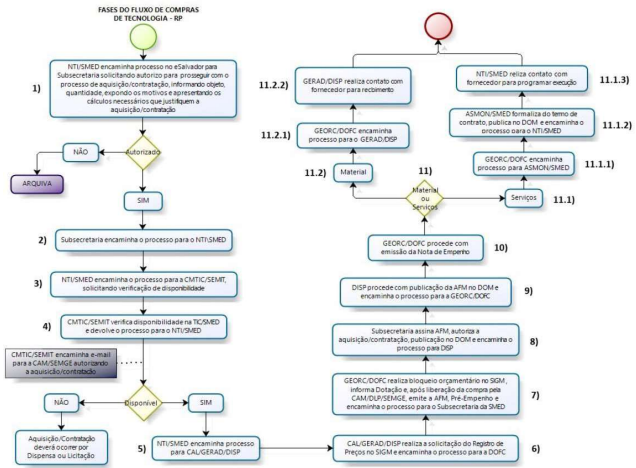 FASES DO FLUXO DE COMPRAS
DE TECNOLOGIA - RP
1)
NTI/SMED encaminha processo no eSalvador para
Subsecretaria solicitando autorizo para prosseguir com o
processo de aquisição/contratação, informando objeto,
quantidade, expondo os motivos e apresentando os
cálculos necessários que justifiquem a
aquisição/contratação
Autorizado
NÃO
ARQUIVA
SIM
2)
Subsecretaria encaminha o processo para o NTI\SMED
3)
NTI/SMED encaminha o processo para a CMTIC/SEMIT,
solicitando verificação de disponibilidade
4)
CMTIC/SEMIT verifica disponibilidade na TIC/SMED
e devolve o processo para o NTI/SMED
CMTIC/SEMIT encaminha e-mail
para a CAM/SEMGE autorizando
a aquisição/contratação
Disponível
NÃO
Aquisição/Contratação
deverá ocorrer por
Dispensa ou Licitação
SIM
5)
NTI/SMED encaminha processo
para CAL/GERAD/DISP
6)
CAL/GERAD/DISP realiza a solicitação do Registro de
Preços no SIGM e encaminha o processo para a DOFC
7)
GEORC/DOFC realiza bloqueio orçamentário no SIGM,
informa Dotação e, após liberação da compra pela
CAM/DLP/SEMGE, emite a AFM, Pré-Empenho e
encaminha o processo para o Subsecretaria da SMED
8)
Subsecretaria assina AFM, autoriza a
aquisição/contratação, publicação no DOM e encaminha o
processo para DISP
9)
DISP procede com publicação da AFM no DOM e
encaminha o processo para a GEORC/DOFC
10)
GEORC/DOFC procede com
emissão da Nota de Empenho
11)
Material
ou
Serviços
11.2)
Material
11.2.1)
GEORC/DOFC encaminha
processo para o GERAD/DISP
11.2.2)
GERAD/DISP realiza contato com
fornecedor para recbimento
11.1)
Serviços
11.1.1)
GEORC/DOFC encaminha
processo para ASMON/SMED
11.1.2)
ASMON/SMED formaliza do termo de
contrato, publica no DOM e encaminha o
processo para o NTI/SMED
11.1.3)
NTI/SMED reliza contato com
fornecedor para programar execução